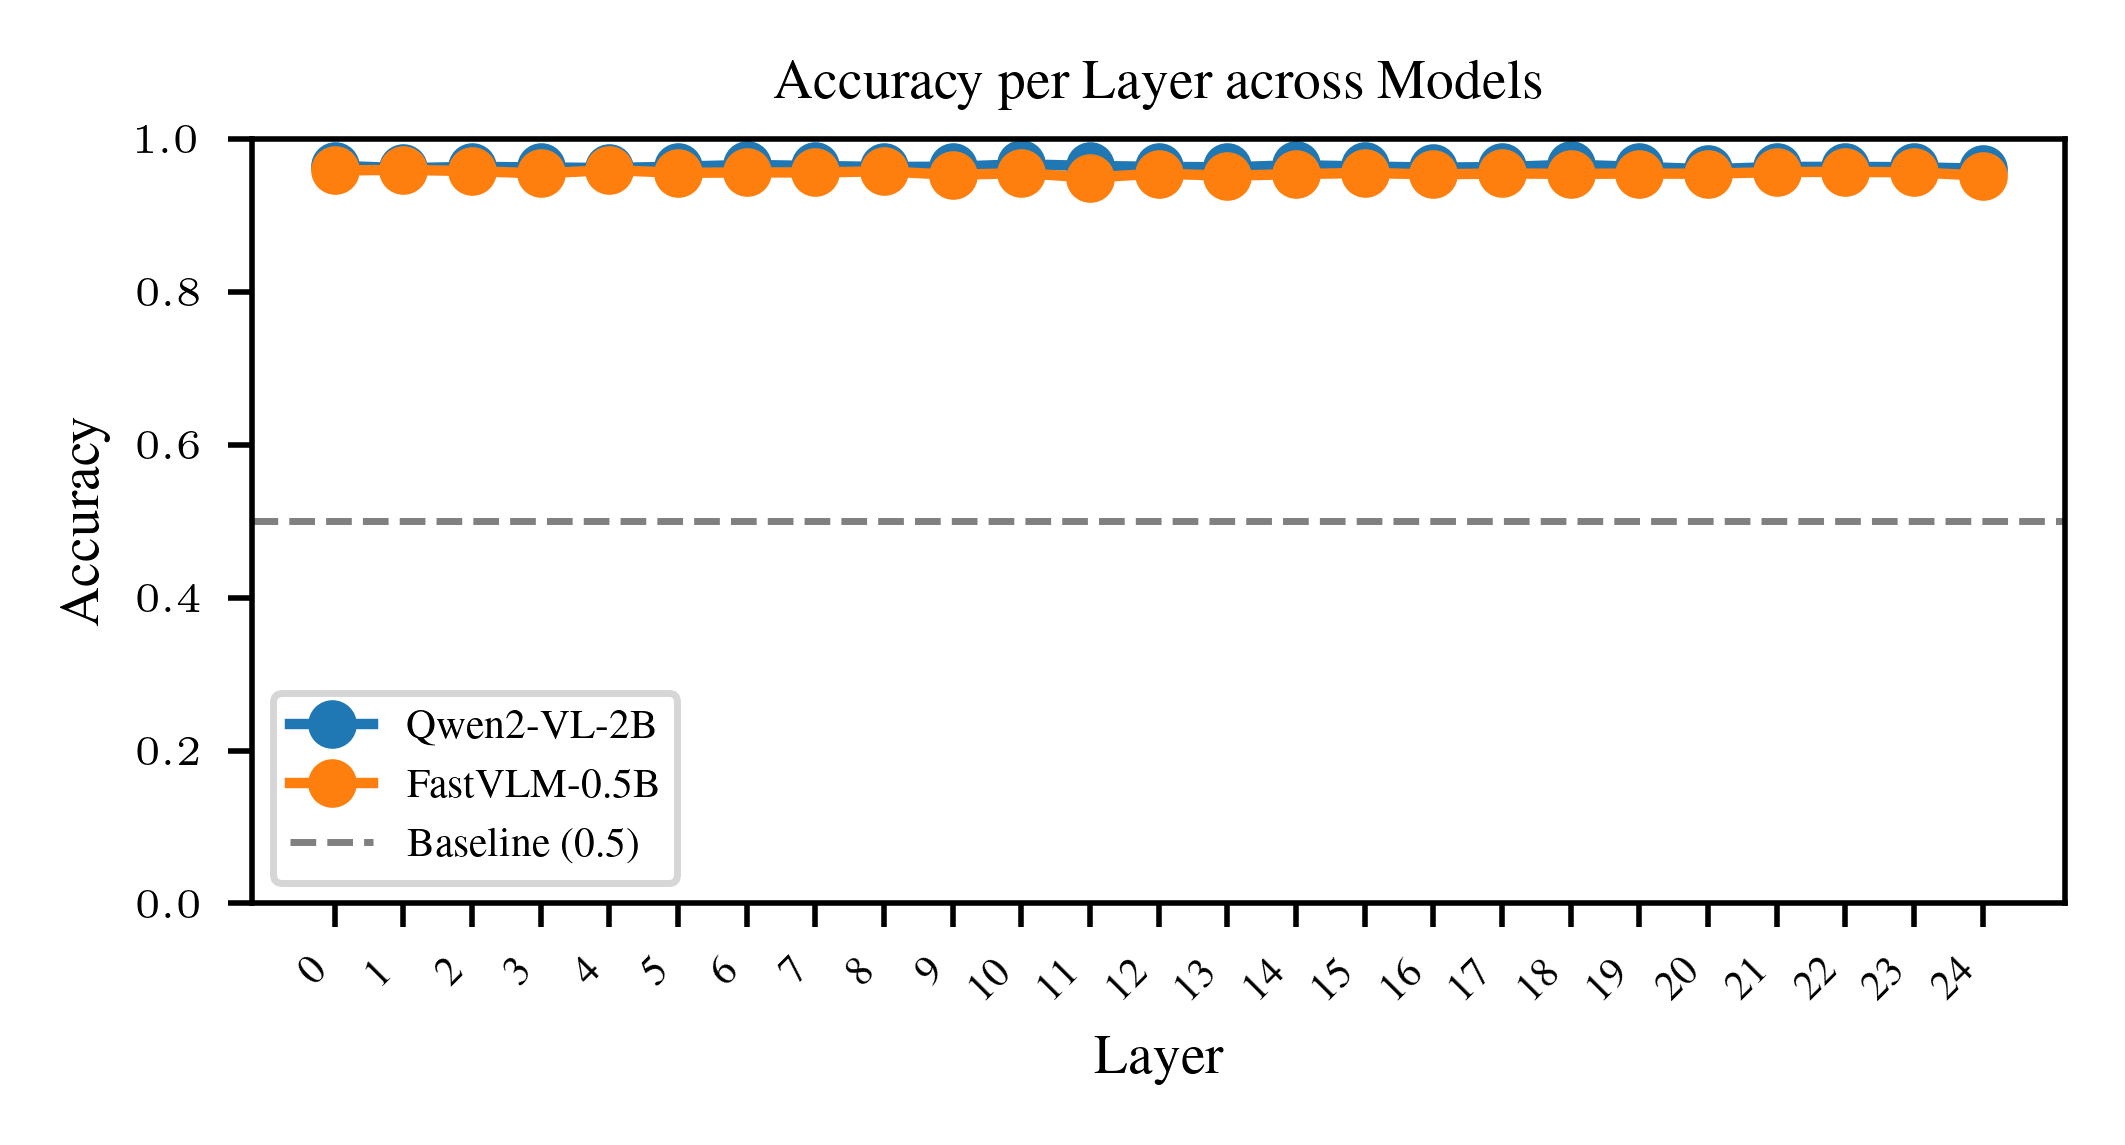 Accuracy per Layer across Models
Accuracy
1.0
0.8
0.6
0.4
0.2
0.0
Qwen2-VL-2B
FastVLM-0.5B
Baseline (0.5)
0 1 2 3 4 5 6 7 8 9 10 11 12 13 14 15 16 17 18 19 20 21 22 23 24
Layer